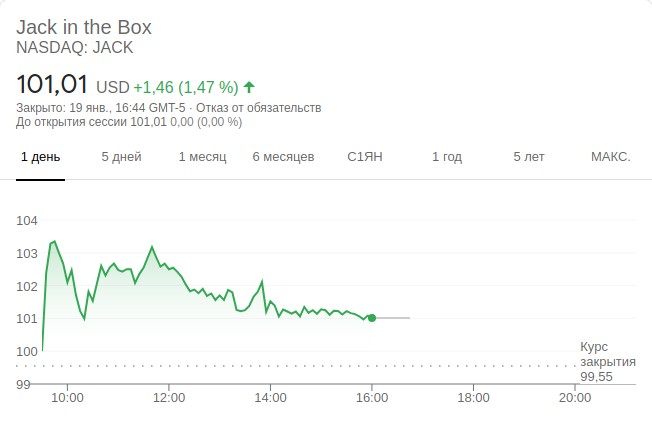 Jack in the Box
NASDAQ: JACK
101,01 USD +1,46 (1,47 %)
Закрыто: 19 янв., 16:44 GMT-5 · Отказ от обязательств
До открытия сессии 101,01 0,00 (0,00 %)
1 день 5 дней 1 месяц 6 месяцев С1ЯН 1 год 5 лет МАКС.
104
103
102
101
100
99
Курс
закрытия
99,55
10:00 12:00 14:00 16:00 18:00 20:00